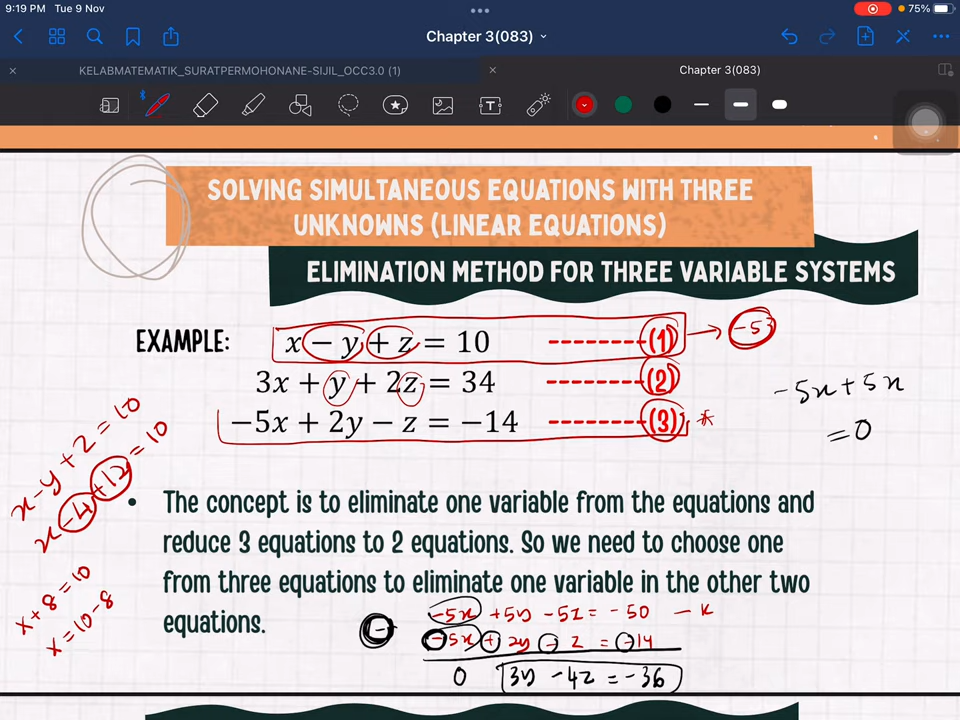 9:19 PM Tue 9 Nov
75%
Chapter 3(083)
KELABMATEMATIK_SURATPERMOHONANE-SIJIL_OCC3.0 (1)
Chapter 3(083)
SOLVING SIMULTANEOUS EQUATIONS WITH THREE
UNKNOWNS (LINEAR EQUATIONS)
ELIMINATION METHOD FOR THREE VARIABLE SYSTEMS
EXAMPLE: x − y + z = 10 --------(1) → -5
3x + y + 2z = 34 --------(2)
−5x + 2y − z = −14 --------(3) *
-5x + 5x
= 0
x - y + z = 10
x - 4 + 12 = 10
x + 8 = 10
x = 10 - 8
• The concept is to eliminate one variable from the equations and
reduce 3 equations to 2 equations. So we need to choose one
from three equations to eliminate one variable in the other two
equations.
-5x + 5y - 5z = -50
- -5x + 2y - z = -14
0 3y - 4z = -36